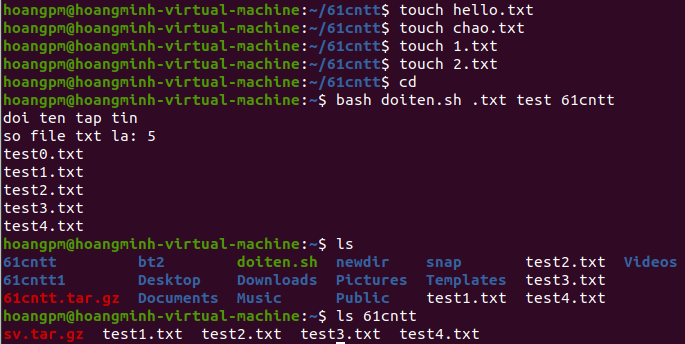 hoangpm@hoangminh-virtual-machine:~/61cntt$ touch hello.txt
hoangpm@hoangminh-virtual-machine:~/61cntt$ touch chao.txt
hoangpm@hoangminh-virtual-machine:~/61cntt$ touch 1.txt
hoangpm@hoangminh-virtual-machine:~/61cntt$ touch 2.txt
hoangpm@hoangminh-virtual-machine:~/61cntt$ cd
hoangpm@hoangminh-virtual-machine:~$ bash doiten.sh .txt test 61cntt
doi ten tap tin
so file txt la: 5
test0.txt
test1.txt
test2.txt
test3.txt
test4.txt
hoangpm@hoangminh-virtual-machine:~$ ls
61cntt bt2 doiten.sh newdir snap test2.txt Videos
61cntt1 Desktop Downloads Pictures Templates test3.txt
61cntt.tar.gz Documents Music Public test1.txt test4.txt
hoangpm@hoangminh-virtual-machine:~$ ls 61cntt
sv.tar.gz test1.txt test2.txt test3.txt test4.txt